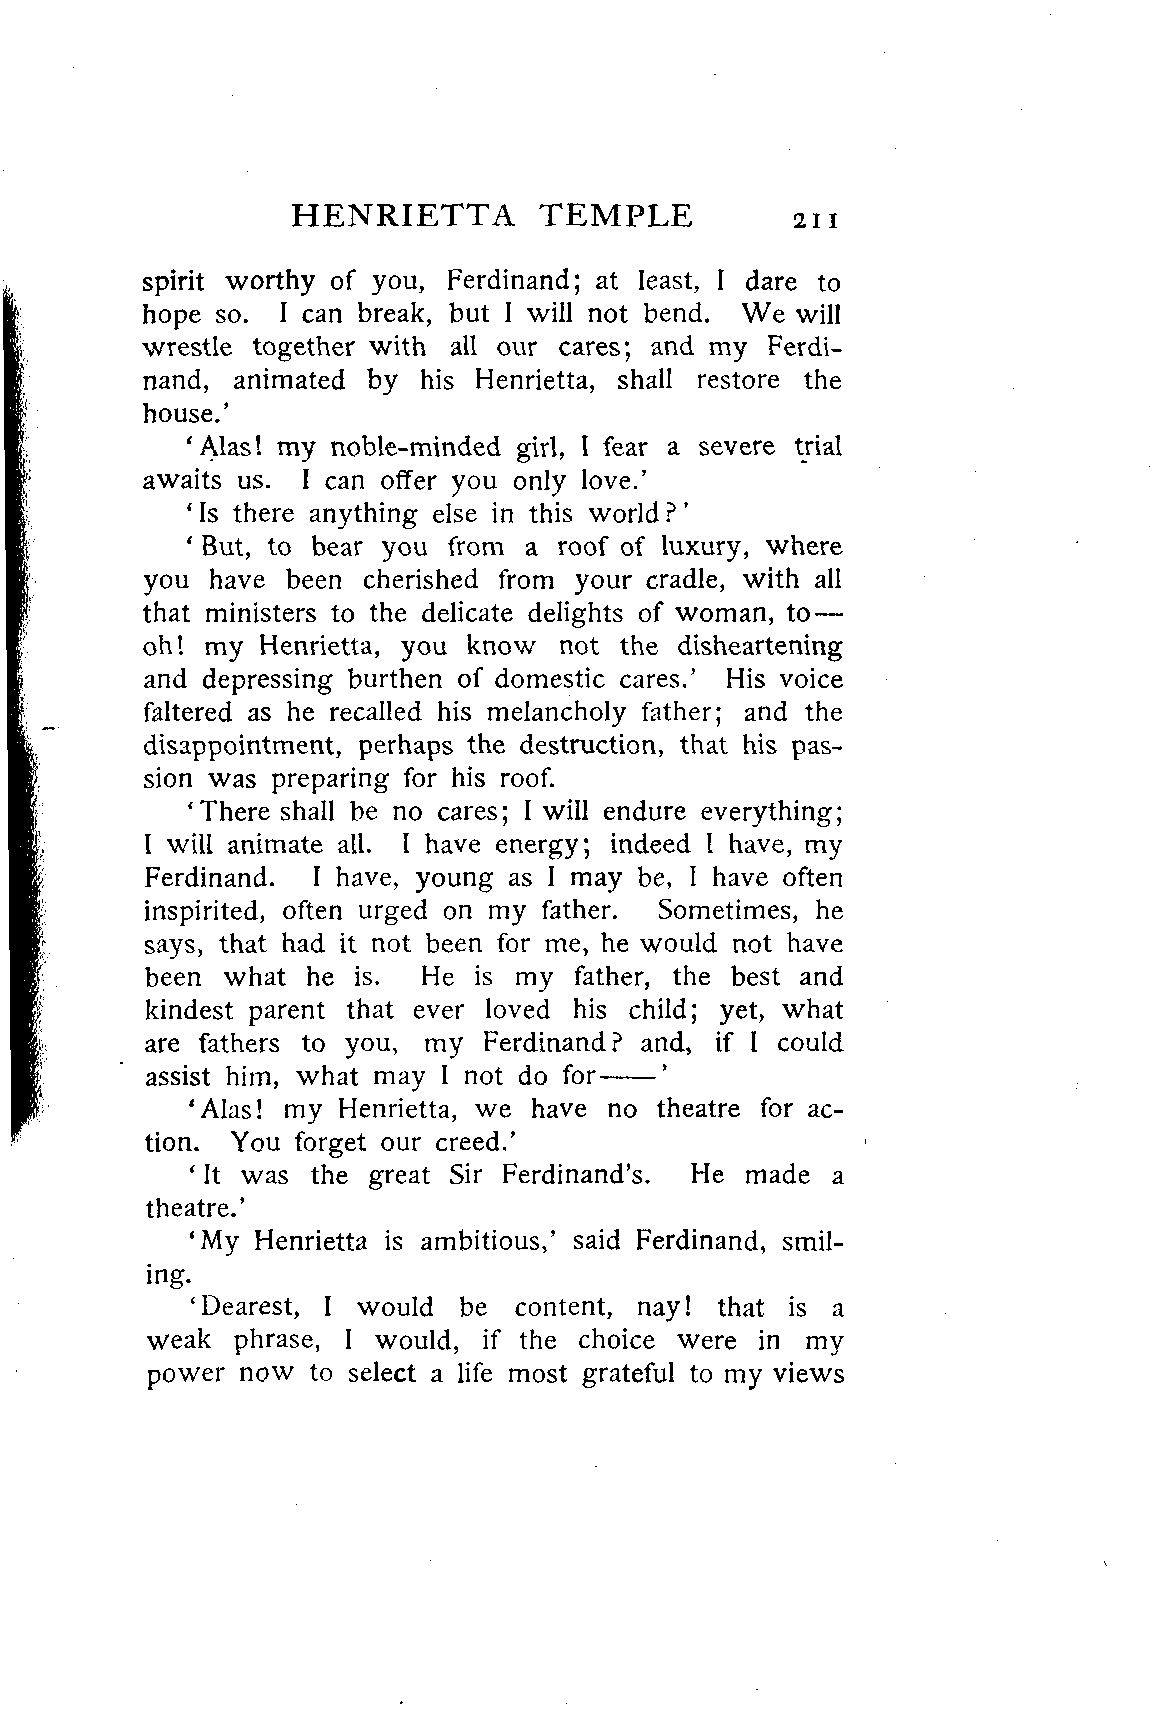 HENRIETTA TEMPLE 211
spirit worthy of you, Ferdinand; at least, I dare to
hope so. I can break, but I will not bend. We will
wrestle together with all our cares; and my Ferdi-
nand, animated by his Henrietta, shall restore the
house.'
'Alas! my noble-minded girl, I fear a severe trial
awaits us. I can offer you only love.'
'Is there anything else in this world?'
'But, to bear you from a roof of luxury, where
you have been cherished from your cradle, with all
that ministers to the delicate delights of woman, to—
oh! my Henrietta, you know not the disheartening
and depressing burthen of domestic cares.' His voice
faltered as he recalled his melancholy father; and the
disappointment, perhaps the destruction, that his pas-
sion was preparing for his roof.
'There shall be no cares; I will endure everything;
I will animate all. I have energy; indeed I have, my
Ferdinand. I have, young as I may be, I have often
inspirited, often urged on my father. Sometimes, he
says, that had it not been for me, he would not have
been what he is. He is my father, the best and
kindest parent that ever loved his child; yet, what
are fathers to you, my Ferdinand? and, if I could
assist him, what may I not do for——'
'Alas! my Henrietta, we have no theatre for ac-
tion. You forget our creed.'
'It was the great Sir Ferdinand's. He made a
theatre.'
'My Henrietta is ambitious,' said Ferdinand, smil-
ing.
'Dearest, I would be content, nay! that is a
weak phrase, I would, if the choice were in my
power now to select a life most grateful to my views